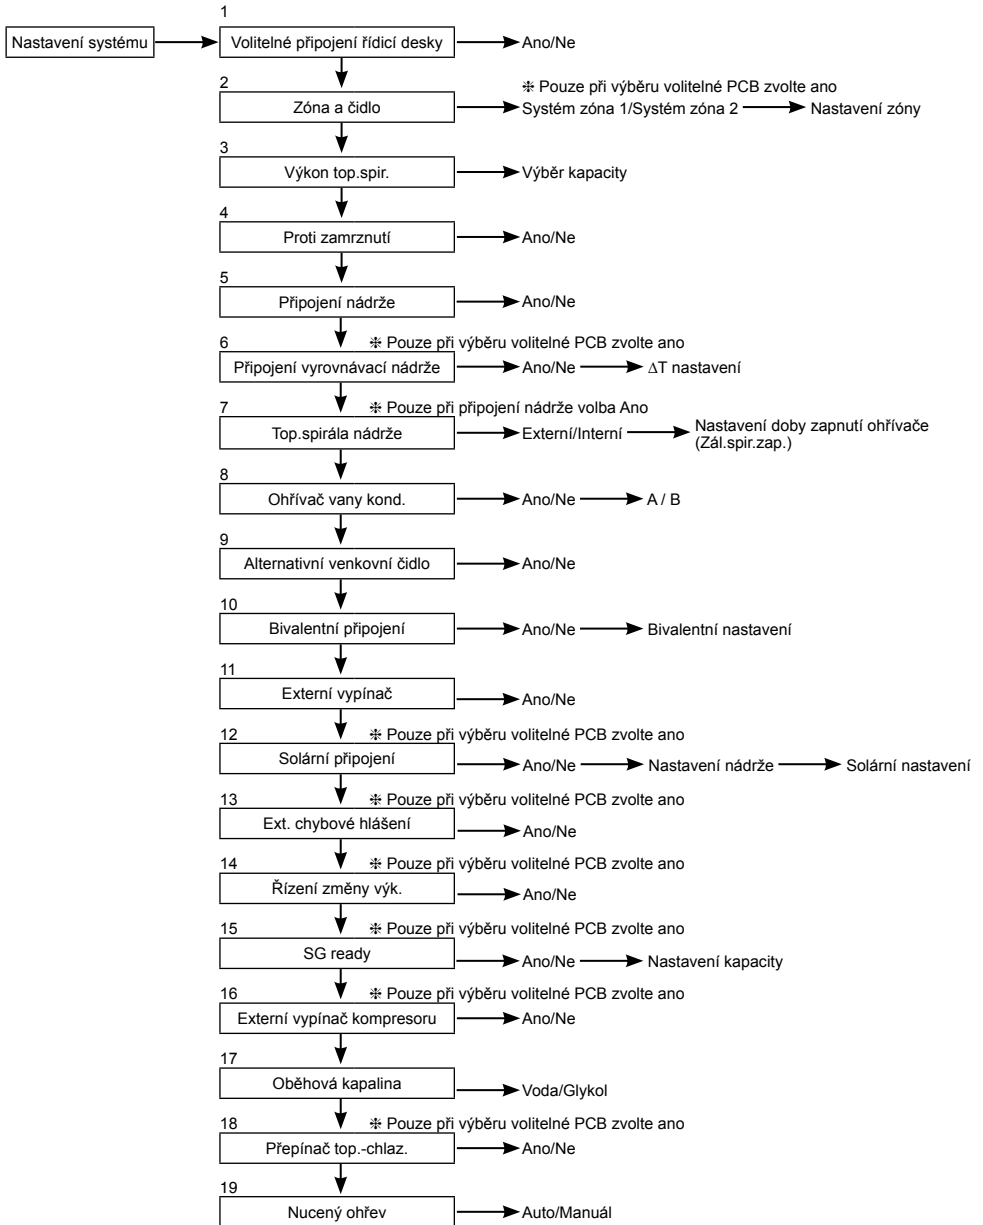 1
Nastavení systému
Volitelné připojení řídicí desky
Ano/Ne
2
❉ Pouze při výběru volitelné PCB zvolte ano
Zóna a čidlo
Systém zóna 1/Systém zóna 2
Nastavení zóny
3
Výkon top.spir.
Výběr kapacity
4
Proti zamrznutí
Ano/Ne
5
Připojení nádrže
Ano/Ne
6
❉ Pouze při výběru volitelné PCB zvolte ano
Připojení vyrovnávací nádrže
Ano/Ne
∆T nastavení
7
❉ Pouze při připojení nádrže volba Ano
Top.spirála nádrže
Externí/Interní
Nastavení doby zapnutí ohřívače
(Zál.spir.zap.)
8
Ohřívač vany kond.
Ano/Ne
A / B
9
Alternativní venkovní čidlo
Ano/Ne
10
Bivalentní připojení
Ano/Ne
Bivalentní nastavení
11
Externí vypínač
Ano/Ne
12
❉ Pouze při výběru volitelné PCB zvolte ano
Solární připojení
Ano/Ne
Nastavení nádrže
Solární nastavení
13
❉ Pouze při výběru volitelné PCB zvolte ano
Ext. chybové hlášení
Ano/Ne
14
❉ Pouze při výběru volitelné PCB zvolte ano
Řízení změny výk.
Ano/Ne
15
❉ Pouze při výběru volitelné PCB zvolte ano
SG ready
Ano/Ne
Nastavení kapacity
16
❉ Pouze při výběru volitelné PCB zvolte ano
Externí vypínač kompresoru
Ano/Ne
17
Oběhová kapalina
Voda/Glykol
18
❉ Pouze při výběru volitelné PCB zvolte ano
Přepínač top.-chlaz.
Ano/Ne
19
Nucený ohřev
Auto/Manuál